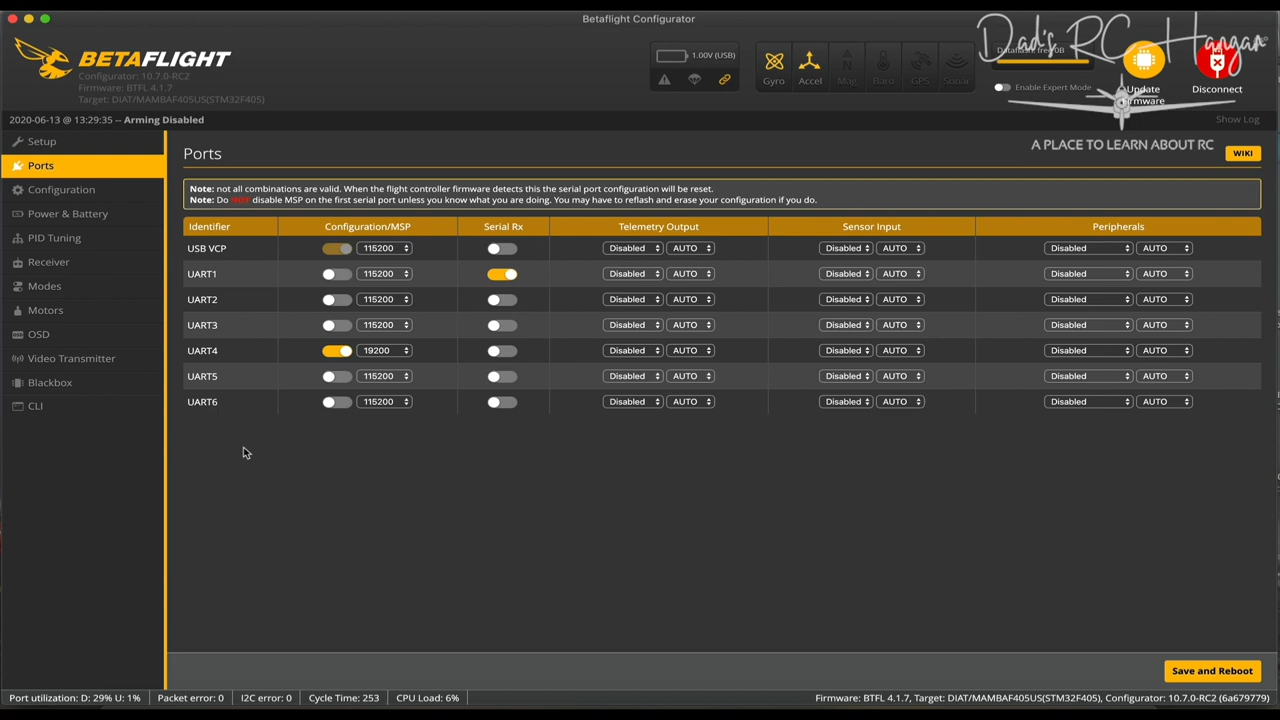 Betaflight Configurator
Dad's RC Hangar
BETAFLIGHT
Configurator: 10.7.0-RC2
Firmware: BTFL 4.1.7
Target: DIAT/MAMBAF405US(STM32F405)
1.00V (USB)
Gyro Accel Mag Baro GPS Sonar
Dataflash: free 0B
Enable Expert Mode
Update
Firmware
Disconnect
2020-06-13 @ 13:29:35 -- Arming Disabled
Show Log
A PLACE TO LEARN ABOUT RC
Setup
Ports
Configuration
Power & Battery
PID Tuning
Receiver
Modes
Motors
OSD
Video Transmitter
Blackbox
CLI
Ports
WIKI
Note: not all combinations are valid. When the flight controller firmware detects this the serial port configuration will be reset.
Note: Do NOT disable MSP on the first serial port unless you know what you are doing. You may have to reflash and erase your configuration if you do.
Identifier Configuration/MSP Serial Rx Telemetry Output Sensor Input Peripherals
USB VCP 115200 Disabled AUTO Disabled AUTO Disabled AUTO
UART1 115200 Disabled AUTO Disabled AUTO Disabled AUTO
UART2 115200 Disabled AUTO Disabled AUTO Disabled AUTO
UART3 115200 Disabled AUTO Disabled AUTO Disabled AUTO
UART4 19200 Disabled AUTO Disabled AUTO Disabled AUTO
UART5 115200 Disabled AUTO Disabled AUTO Disabled AUTO
UART6 115200 Disabled AUTO Disabled AUTO Disabled AUTO
Save and Reboot
Port utilization: D: 29% U: 1% Packet error: 0 I2C error: 0 Cycle Time: 253 CPU Load: 6% Firmware: BTFL 4.1.7, Target: DIAT/MAMBAF405US(STM32F405), Configurator: 10.7.0-RC2 (6a679779)